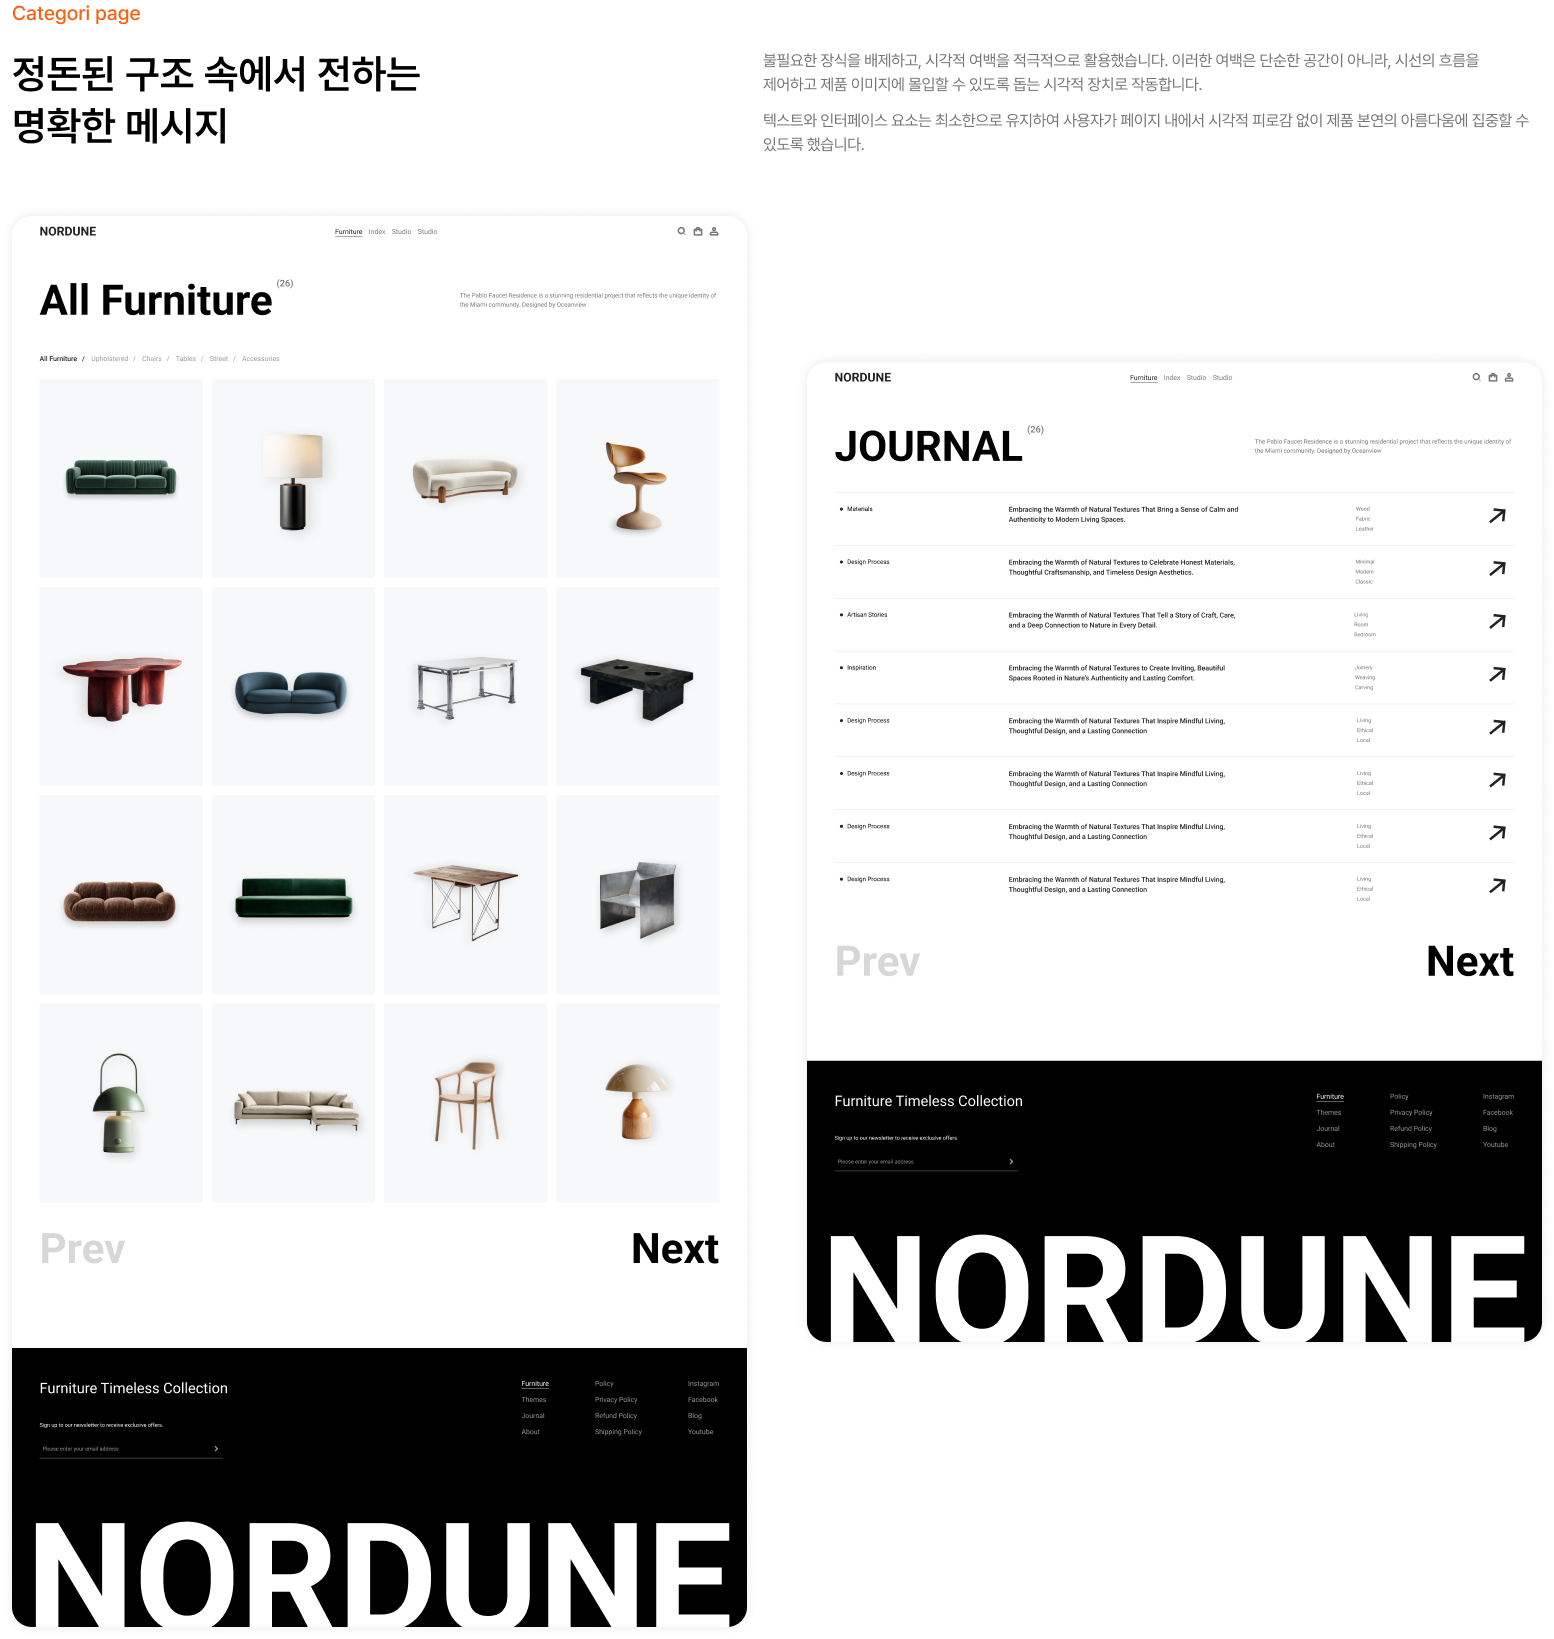 Categori page
정돈된 구조 속에서 전하는
명확한 메시지
불필요한 장식을 배제하고, 시각적 여백을 적극적으로 활용했습니다. 이러한 여백은 단순한 공간이 아니라, 시선의 흐름을
제어하고 제품 이미지에 몰입할 수 있도록 돕는 시각적 장치로 작동합니다.
텍스트와 인터페이스 요소는 최소한으로 유지하여 사용자가 페이지 내에서 시각적 피로감 없이 제품 본연의 아름다움에 집중할 수
있도록 했습니다.
NORDUNE
Furniture Index Studio Studio
All Furniture (26)
The Pablo Faucet Residence is a stunning residential project that reflects the unique identity of
the Miami community. Designed by Oceanview
All Furniture / Upholstered / Chairs / Tables / Street / Accessories
Prev Next
Furniture Timeless Collection
Sign up to our newsletter to receive exclusive offers.
Please enter your email address
Furniture Policy Instagram
Themes Privacy Policy Facebook
Journal Refund Policy Blog
About Shipping Policy Youtube
NORDUNE
NORDUNE
Furniture Index Studio Studio
JOURNAL (26)
The Pablo Faucet Residence is a stunning residential project that reflects the unique identity of
the Miami community. Designed by Oceanview
Materials
Embracing the Warmth of Natural Textures That Bring a Sense of Calm and
Authenticity to Modern Living Spaces.
Wood
Fabric
Leather
Design Process
Embracing the Warmth of Natural Textures to Celebrate Honest Materials,
Thoughtful Craftsmanship, and Timeless Design Aesthetics.
Minimal
Modern
Classic
Artisan Stories
Embracing the Warmth of Natural Textures That Tell a Story of Craft, Care,
and a Deep Connection to Nature in Every Detail.
Living
Room
Bedroom
Inspiration
Embracing the Warmth of Natural Textures to Create Inviting, Beautiful
Spaces Rooted in Nature's Authenticity and Lasting Comfort.
Joinery
Weaving
Carving
Design Process
Embracing the Warmth of Natural Textures That Inspire Mindful Living,
Thoughtful Design, and a Lasting Connection
Living
Ethical
Local
Design Process
Embracing the Warmth of Natural Textures That Inspire Mindful Living,
Thoughtful Design, and a Lasting Connection
Living
Ethical
Local
Design Process
Embracing the Warmth of Natural Textures That Inspire Mindful Living,
Thoughtful Design, and a Lasting Connection
Living
Ethical
Local
Design Process
Embracing the Warmth of Natural Textures That Inspire Mindful Living,
Thoughtful Design, and a Lasting Connection
Living
Ethical
Local
Prev Next
Furniture Timeless Collection
Sign up to our newsletter to receive exclusive offers.
Please enter your email address
Furniture Policy Instagram
Themes Privacy Policy Facebook
Journal Refund Policy Blog
About Shipping Policy Youtube
NORDUNE